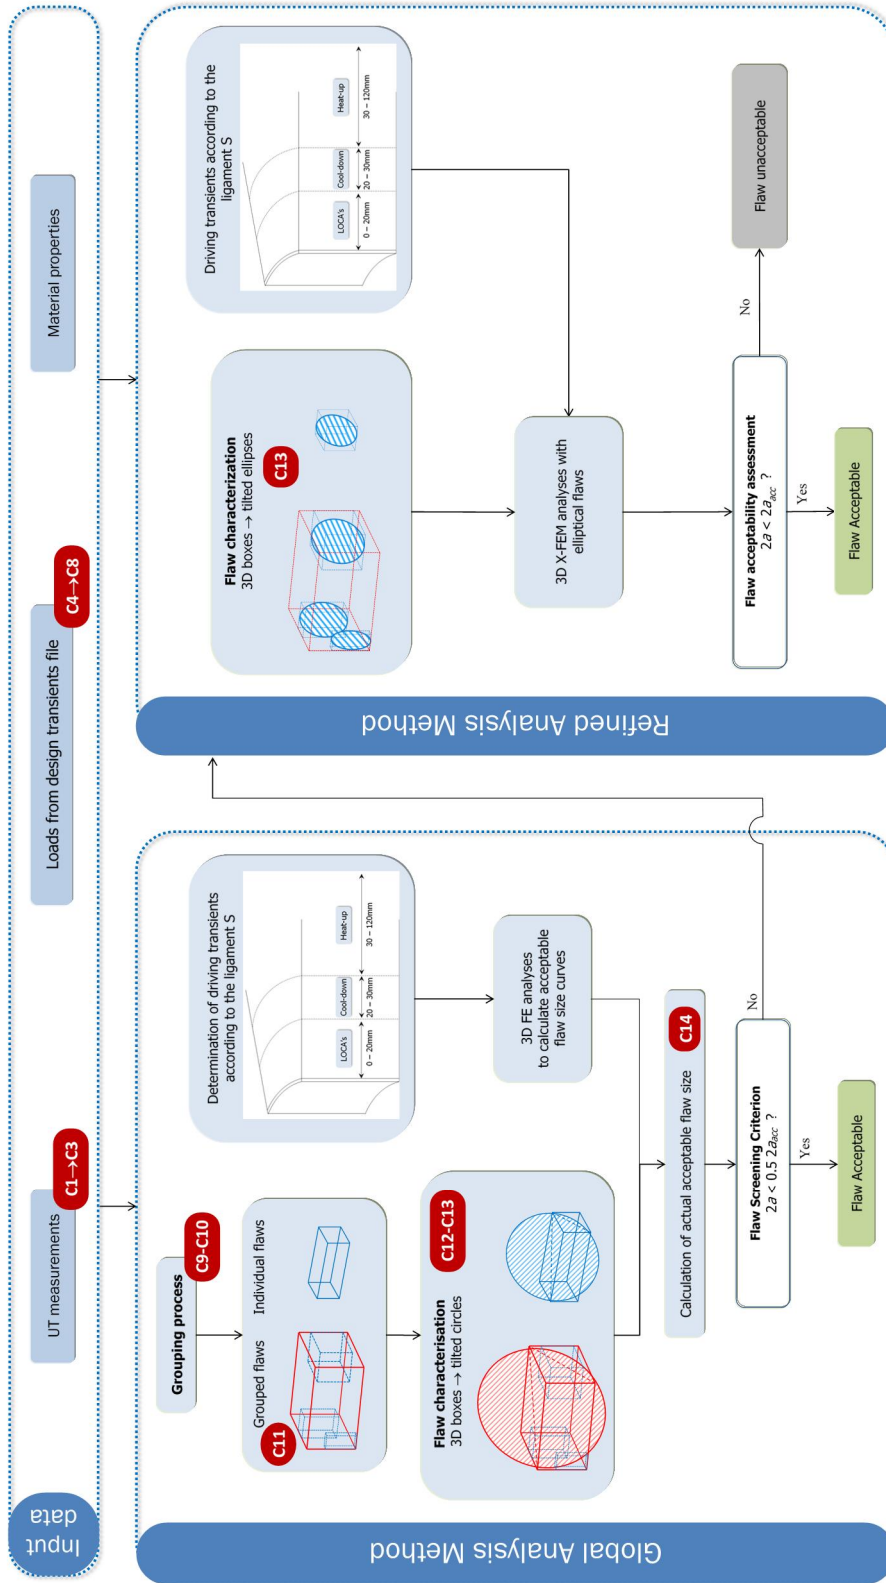 Input
data
UT measurements
C1→C3
Loads from design transients file
C4→C8
Material properties
Global Analysis Method
Grouping process
C9-C10
Grouped flaws
Individual flaws
C11
Flaw characterisation
3D boxes → tilted circles
C12-C13
Determination of driving transients
according to the ligament S
LOCA's
Cool-down
Heat-up
0 – 20mm
20 – 30mm
30 – 120mm
3D FE analyses
to calculate acceptable
flaw size curves
Calculation of actual acceptable flaw size
C14
Flaw Screening Criterion
2a < 0.5 2a_acc ?
Yes
No
Flaw Acceptable
Refined Analysis Method
Flaw characterization
3D boxes → tilted ellipses
C13
Driving transients according to the
ligament S
LOCA's
Cool-down
Heat-up
0 – 20mm
20 – 30mm
30 – 120mm
3D X-FEM analyses with
elliptical flaws
Flaw acceptability assessment
2a < 2a_acc ?
Yes
No
Flaw Acceptable
Flaw unacceptable